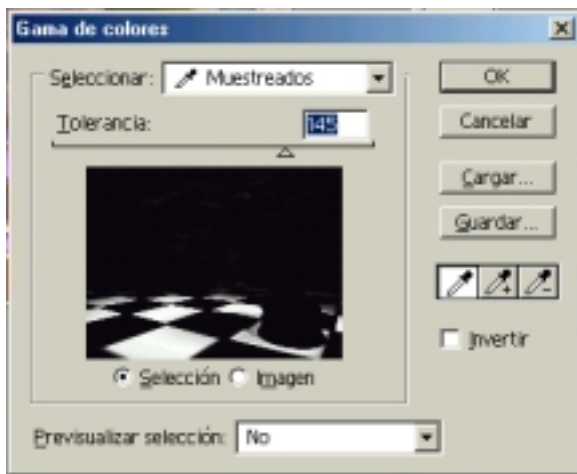 Gama de colores
Seleccionar: Muestreados
Tolerancia: 145
Selección Imagen
Previsualizar selección: No
OK
Cancelar
Cargar...
Guardar...
Invertir